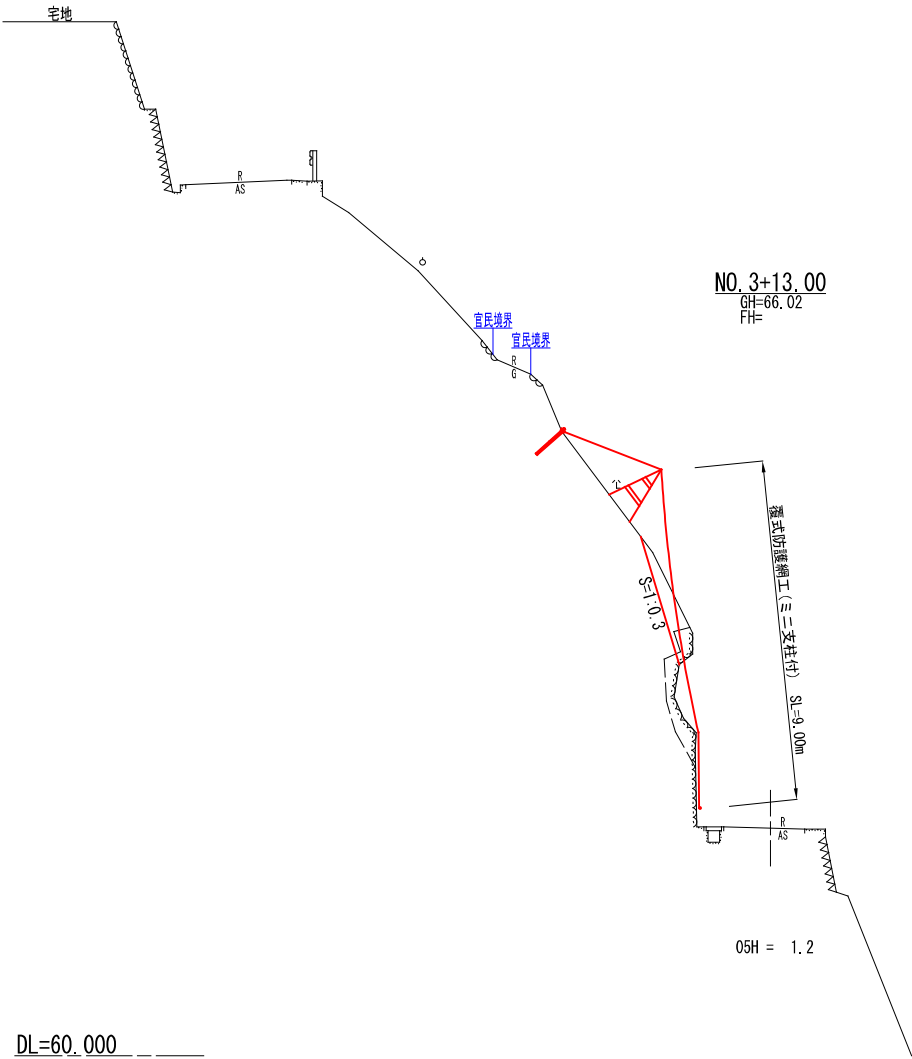 宅地
R
AS
NO.3+13.00
GH=66.02
FH=
官民境界
官民境界
R
G
覆式防護網工(ミニ支柱付) SL=9.00m
S=1:0.3
R
AS
05H = 1.2
DL=60.000